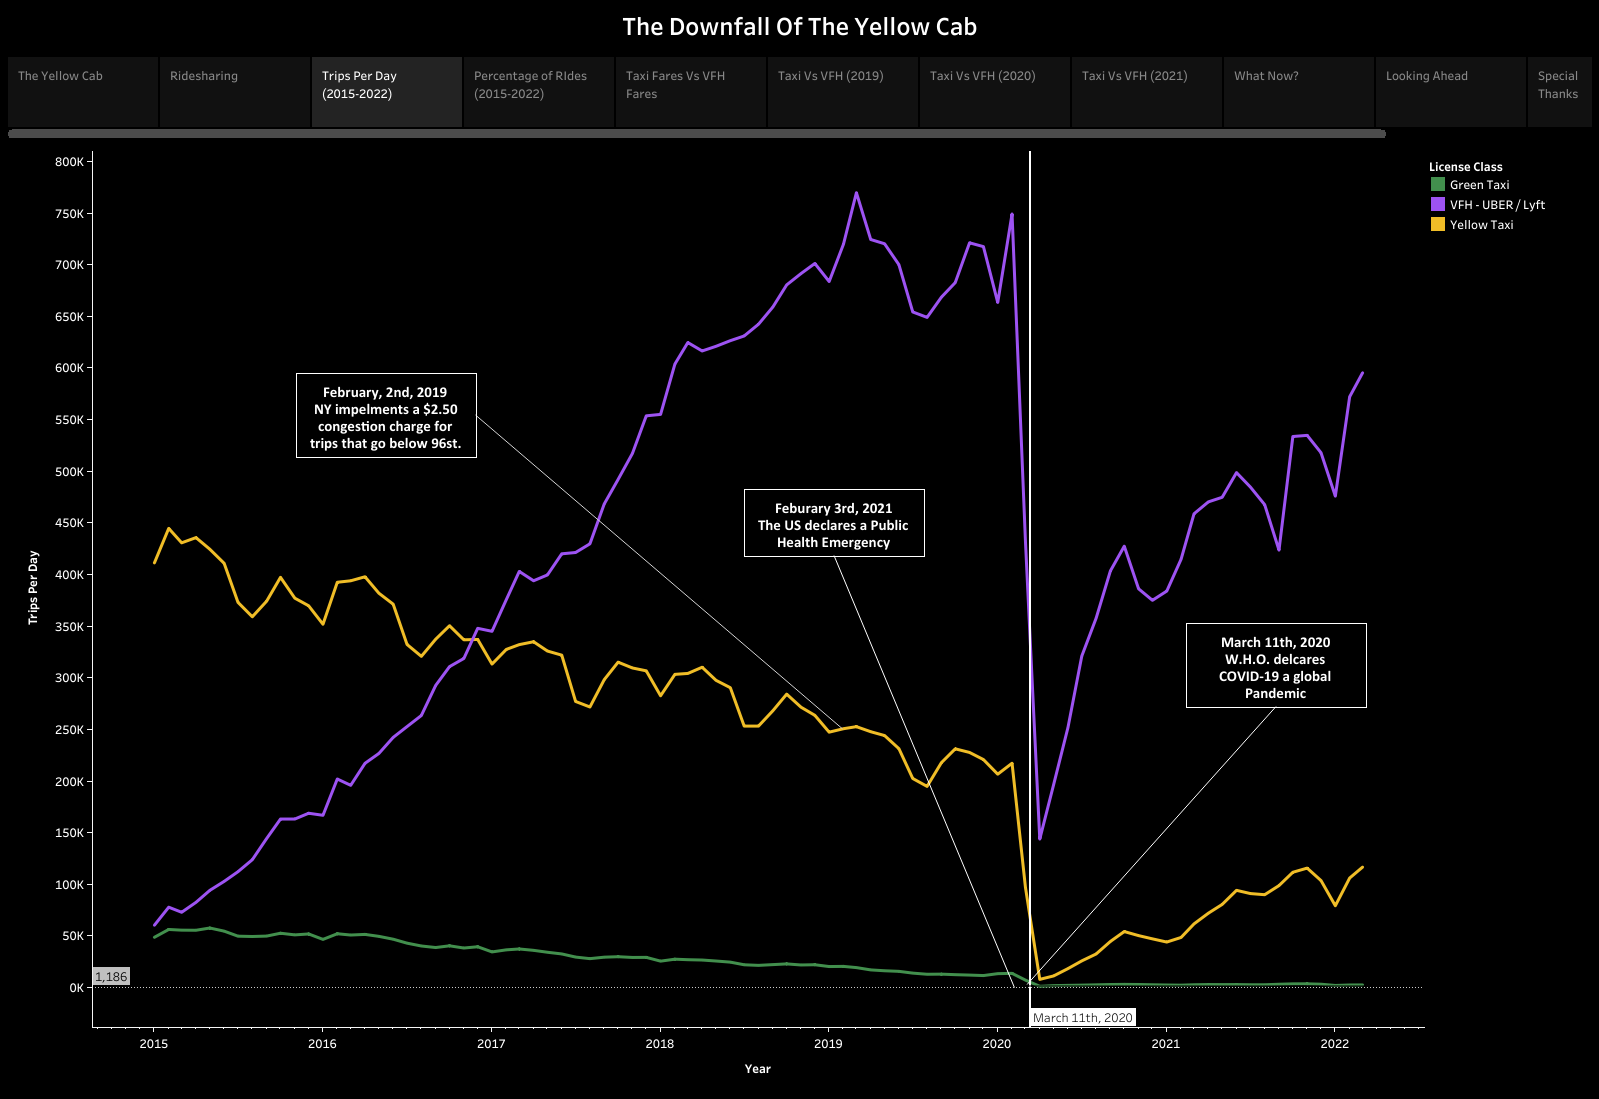 The Downfall Of The Yellow Cab
The Yellow Cab
Ridesharing
Trips Per Day
(2015-2022)
Percentage of RIdes
(2015-2022)
Taxi Fares Vs VFH
Fares
Taxi Vs VFH (2019)
Taxi Vs VFH (2020)
Taxi Vs VFH (2021)
What Now?
Looking Ahead
Special
Thanks
License Class
Green Taxi
VFH - UBER / Lyft
Yellow Taxi
800K
750K
700K
650K
600K
550K
500K
450K
400K
350K
300K
250K
200K
150K
100K
50K
0K
Trips Per Day
1,186
February, 2nd, 2019
NY impelments a $2.50
congestion charge for
trips that go below 96st.
Feburary 3rd, 2021
The US declares a Public
Health Emergency
March 11th, 2020
W.H.O. delcares
COVID-19 a global
Pandemic
March 11th, 2020
2015
2016
2017
2018
2019
2020
2021
2022
Year